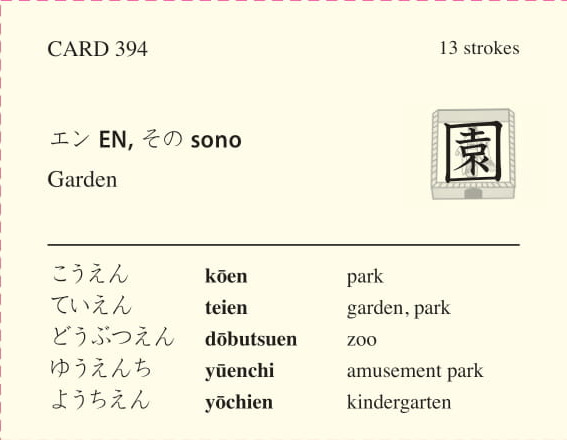 CARD 394
13 strokes
エン EN, その sono
園
Garden
こうえん kōen park
ていえん teien garden, park
どうぶつえん dōbutsuen zoo
ゆうえんち yūenchi amusement park
ようちえん yōchien kindergarten